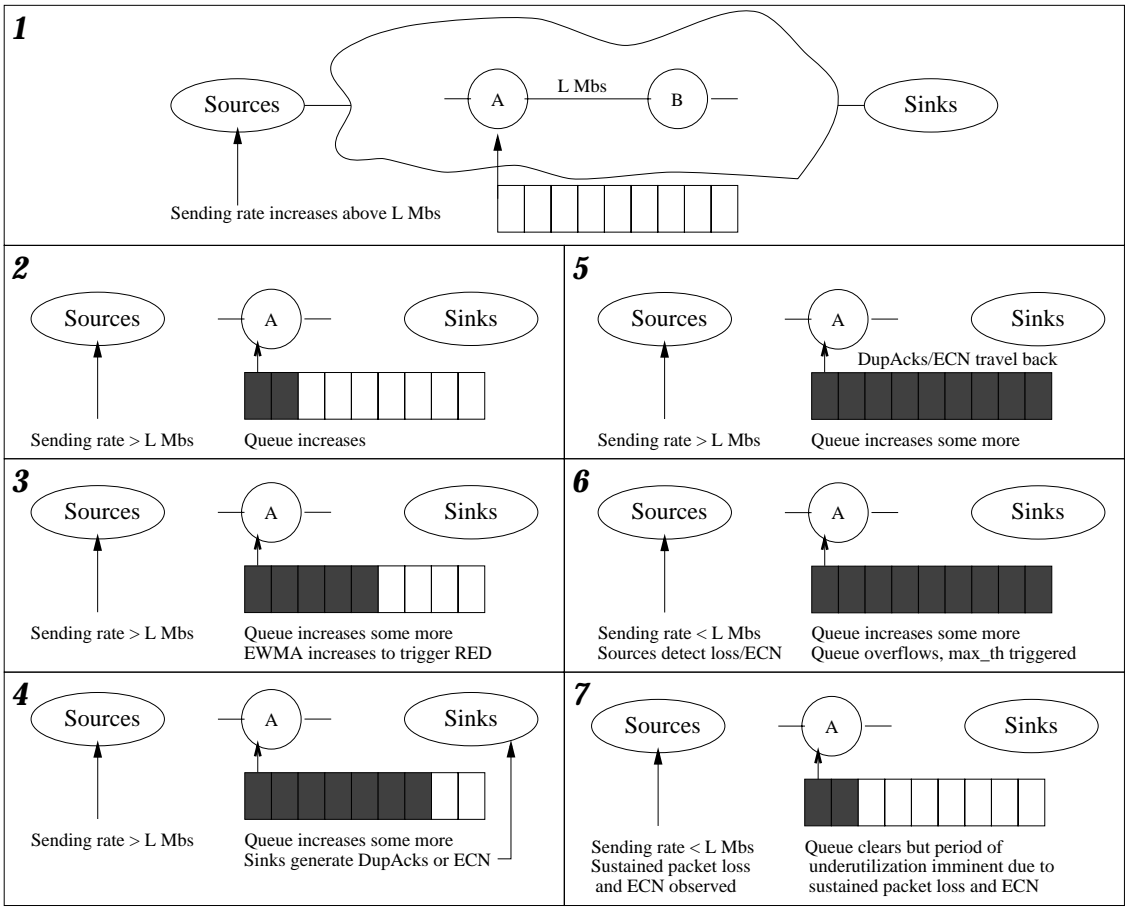 1
L Mbs
Sources
A
B
Sinks
Sending rate increases above L Mbs
2
Sources
A
Sinks
Sending rate > L Mbs
Queue increases
3
Sources
A
Sinks
Sending rate > L Mbs
Queue increases some more
EWMA increases to trigger RED
4
Sources
A
Sinks
Sending rate > L Mbs
Queue increases some more
Sinks generate DupAcks or ECN
5
Sources
A
Sinks
DupAcks/ECN travel back
Sending rate > L Mbs
Queue increases some more
6
Sources
A
Sinks
Sending rate < L Mbs
Sources detect loss/ECN
Queue increases some more
Queue overflows, max_th triggered
7
Sources
A
Sinks
Sending rate < L Mbs
Sustained packet loss
and ECN observed
Queue clears but period of
underutilization imminent due to
sustained packet loss and ECN